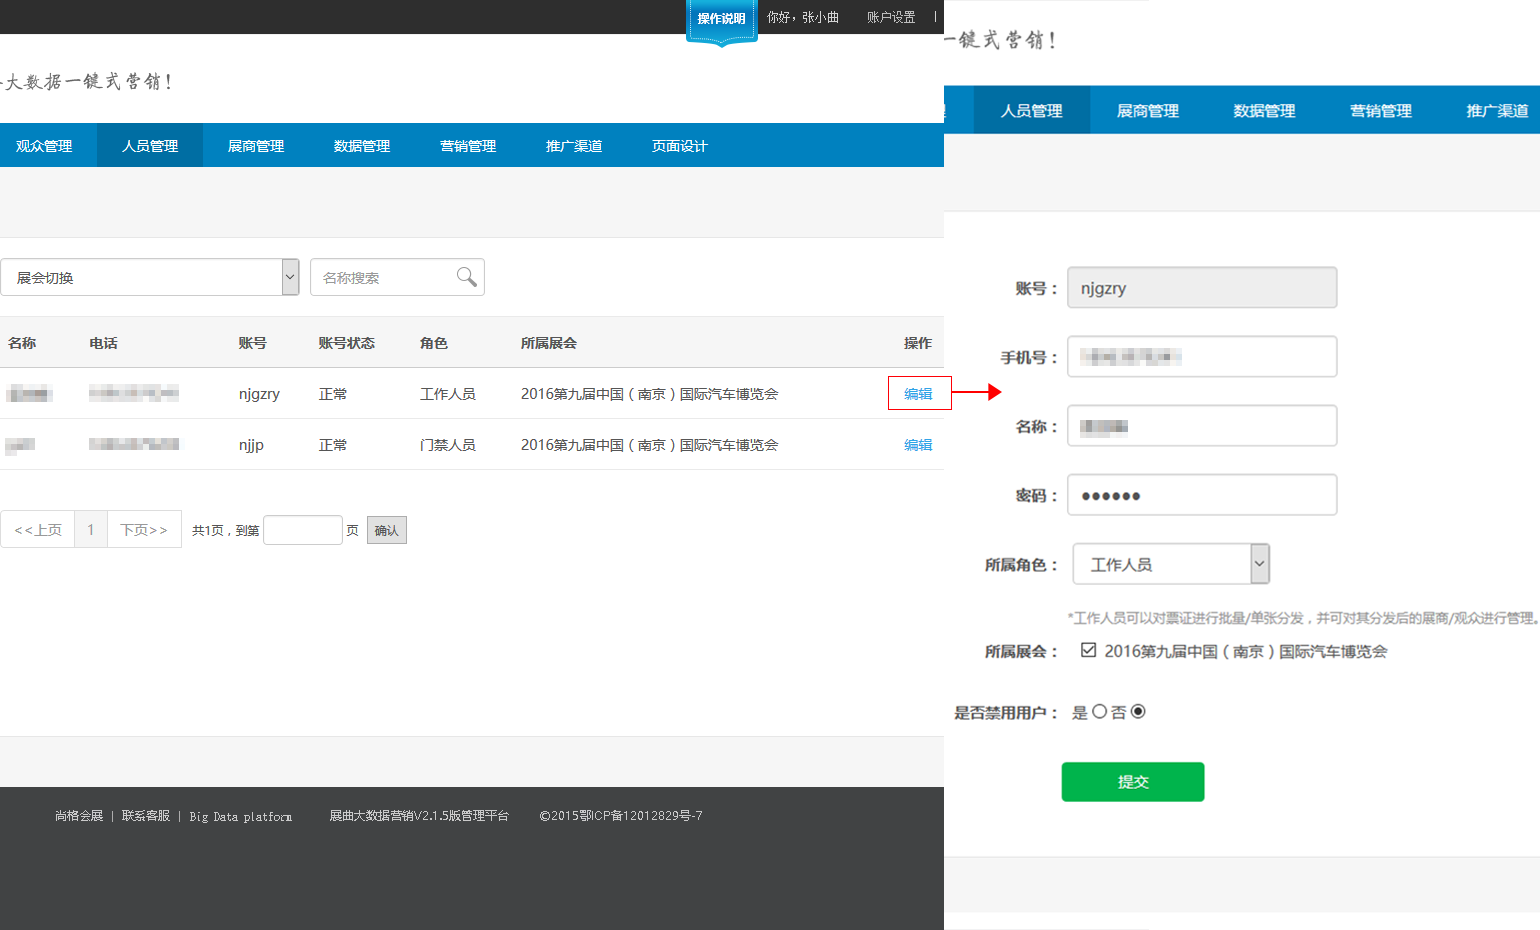 操作说明 你好，张小曲 账户设置 |
大数据一键式营销！
观众管理 人员管理 展商管理 数据管理 营销管理 推广渠道 页面设计
展会切换 名称搜索
名称 电话 账号 账号状态 角色 所属展会 操作
njgzry 正常 工作人员 2016第九届中国（南京）国际汽车博览会 编辑
njjp 正常 门禁人员 2016第九届中国（南京）国际汽车博览会 编辑
<<上页 1 下页>> 共1页，到第 页 确认
尚格会展 | 联系客服 | Big Data platform 展曲大数据营销V2.1.5版管理平台 ©2015鄂ICP备12012829号-7
一键式营销！
人员管理 展商管理 数据管理 营销管理 推广渠道
账号： njgzry
手机号：
名称：
密码： ●●●●●●
所属角色： 工作人员
*工作人员可以对票证进行批量/单张分发，并可对其分发后的展商/观众进行管理。
所属展会： 2016第九届中国（南京）国际汽车博览会
是否禁用用户： 是 否
提交